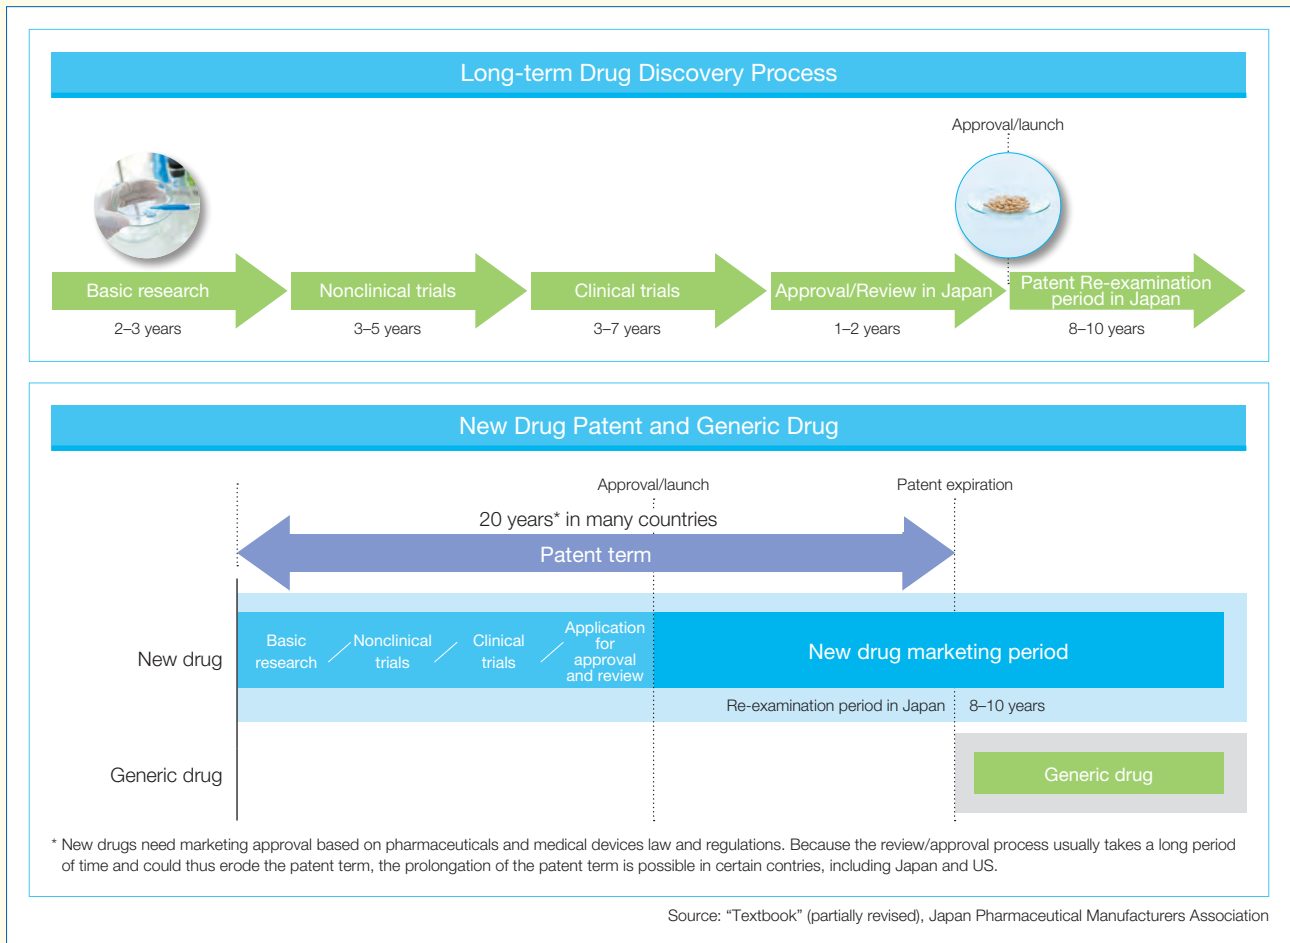 Long-term Drug Discovery Process
Approval/launch
Basic research
Nonclinical trials
Clinical trials
Approval/Review in Japan
Patent Re-examination
period in Japan
2–3 years
3–5 years
3–7 years
1–2 years
8–10 years
New Drug Patent and Generic Drug
Approval/launch
Patent expiration
20 years* in many countries
Patent term
New drug
Basic
research
Nonclinical
trials
Clinical
trials
Application
for
approval
and review
New drug marketing period
Re-examination period in Japan
8–10 years
Generic drug
Generic drug
* New drugs need marketing approval based on pharmaceuticals and medical devices law and regulations. Because the review/approval process usually takes a long period
of time and could thus erode the patent term, the prolongation of the patent term is possible in certain contries, including Japan and US.
Source: “Textbook” (partially revised), Japan Pharmaceutical Manufacturers Association